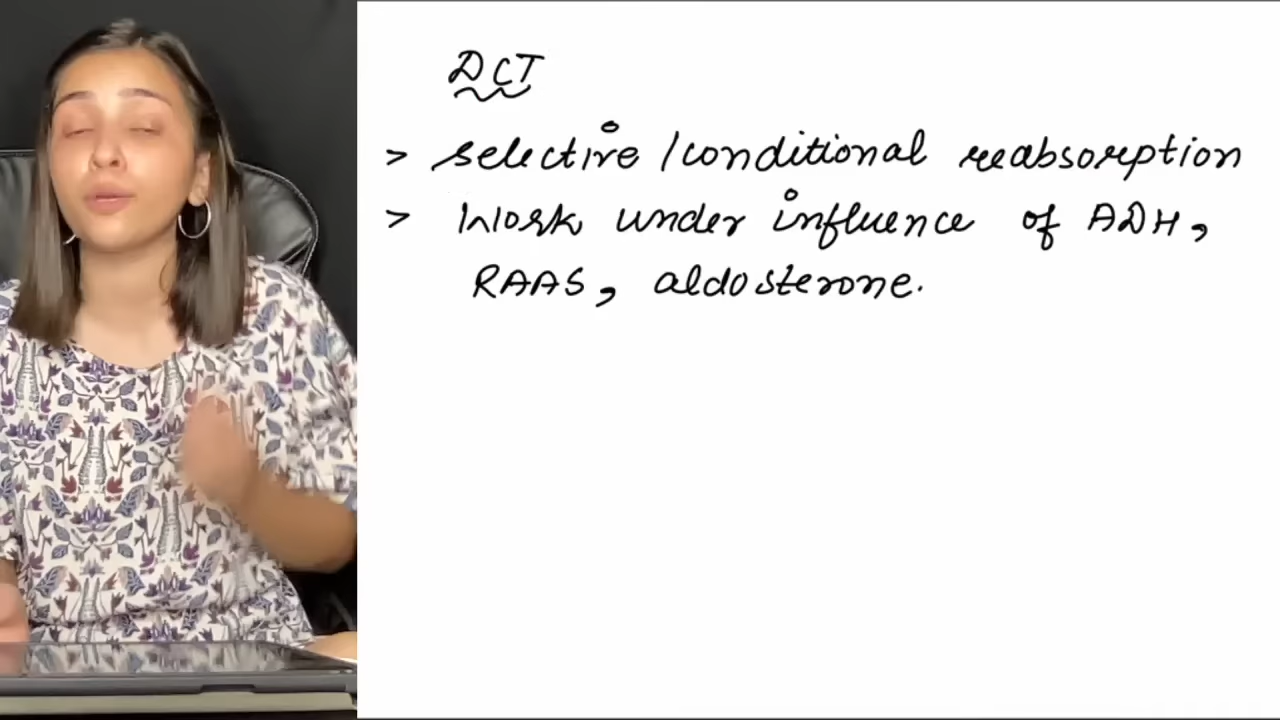 DCT
> selective / conditional reabsorption
> Work under influence of ADH,
RAAS, aldosterone.